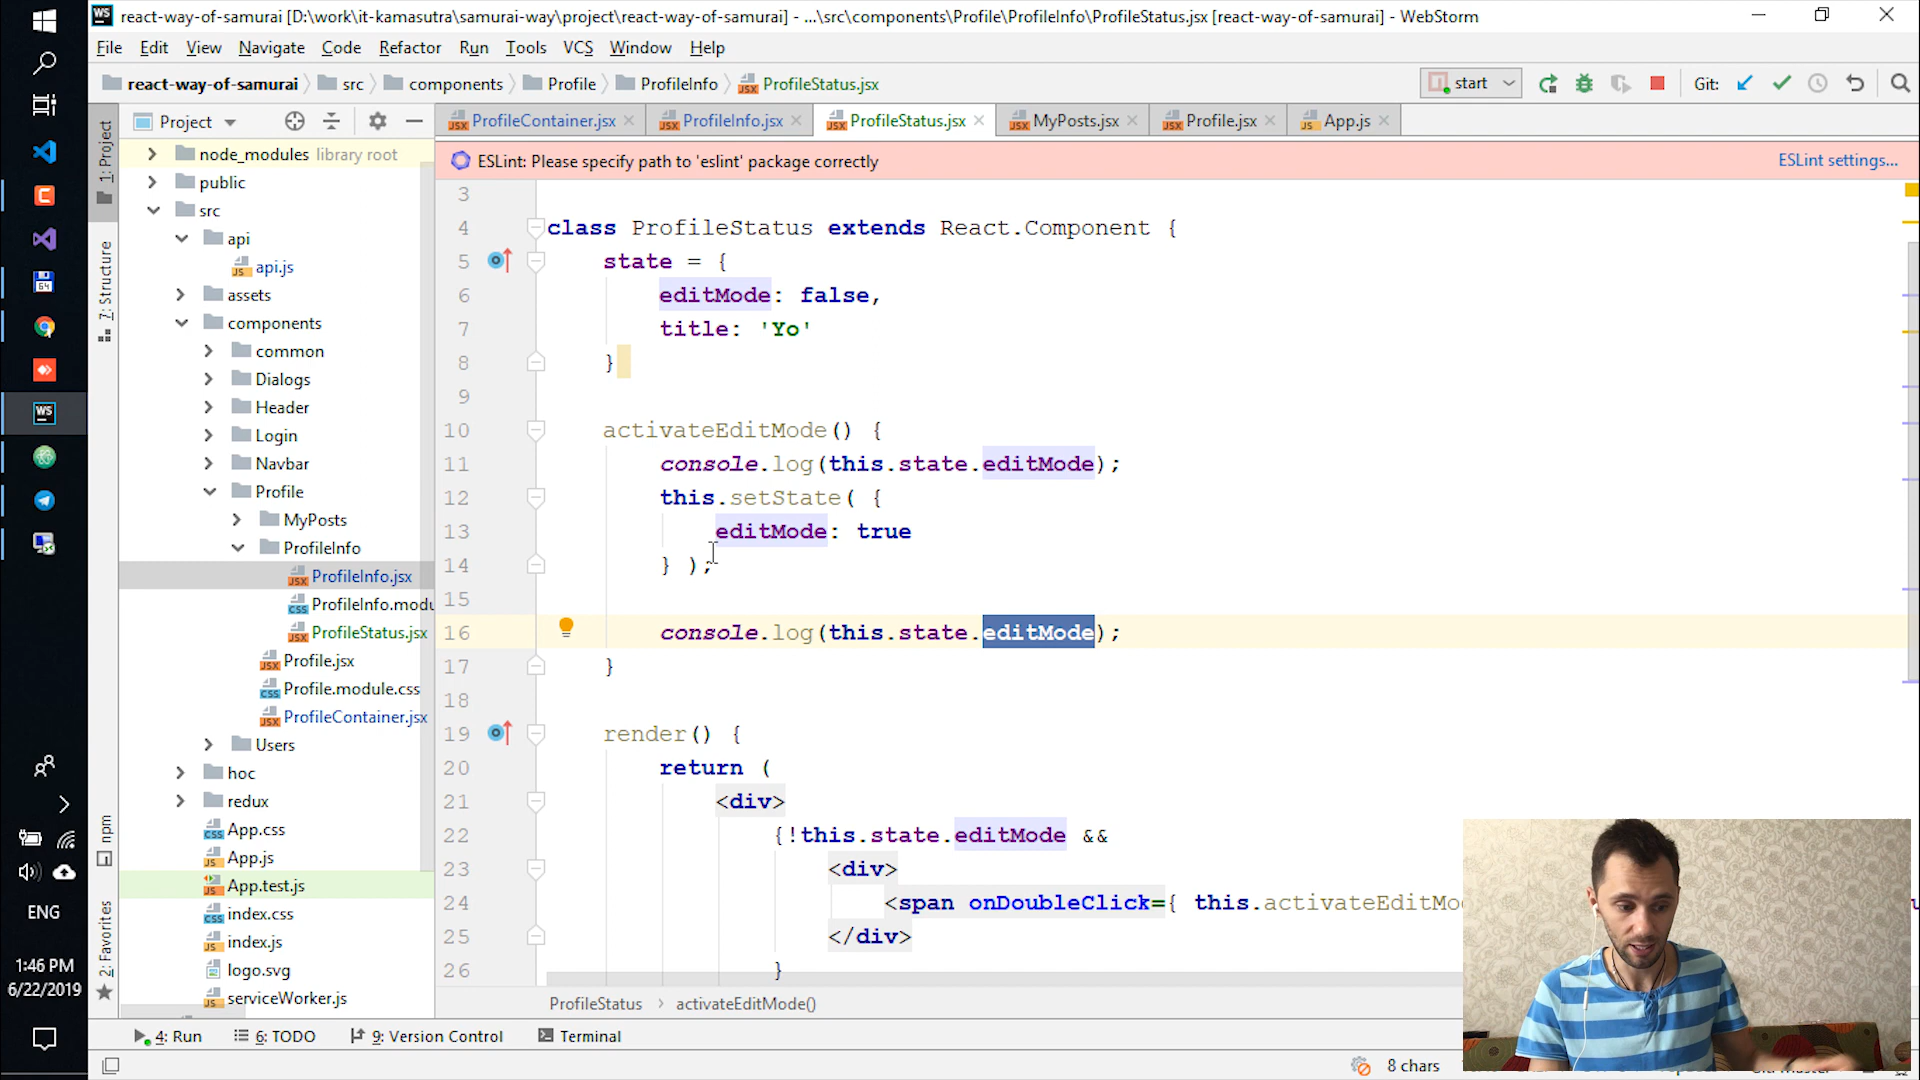 react-way-of-samurai [D:\work\it-kamasutra\samurai-way\project\react-way-of-samurai] - ...\src\components\Profile\ProfileInfo\ProfileStatus.jsx [react-way-of-samurai] - WebStorm
File Edit View Navigate Code Refactor Run Tools VCS Window Help
react-way-of-samurai src components Profile ProfileInfo ProfileStatus.jsx start Git:
1: Project
Project
ProfileContainer.jsx ProfileInfo.jsx ProfileStatus.jsx MyPosts.jsx Profile.jsx App.js
ESLint: Please specify path to 'eslint' package correctly ESLint settings...
node_modules library root
public
src
api
api.js
assets
components
common
Dialogs
Header
Login
Navbar
Profile
MyPosts
ProfileInfo
ProfileInfo.jsx
ProfileInfo.modu
ProfileStatus.jsx
Profile.jsx
Profile.module.css
ProfileContainer.jsx
Users
hoc
redux
App.css
App.js
App.test.js
index.css
index.js
logo.svg
serviceWorker.js
7: Structure
npm
2: Favorites
3
4 class ProfileStatus extends React.Component {
5 state = {
6 editMode: false,
7 title: 'Yo'
8 }
9
10 activateEditMode() {
11 console.log(this.state.editMode);
12 this.setState( {
13 editMode: true
14 } );
15
16 console.log(this.state.editMode);
17 }
18
19 render() {
20 return (
21 <div>
22 {!this.state.editMode &&
23 <div>
24 <span onDoubleClick={ this.activateEditMo
25 </div>
26 }
ProfileStatus activateEditMode()
4: Run 6: TODO 9: Version Control Terminal
8 chars
WS
64
WS
ENG
1:46 PM
6/22/2019